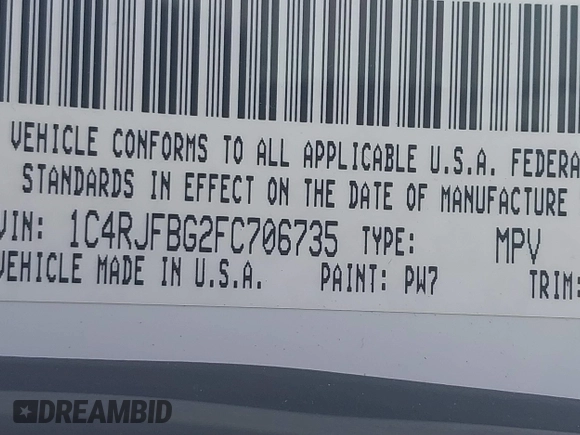 VEHICLE CONFORMS TO ALL APPLICABLE U.S.A. FEDERA
STANDARDS IN EFFECT ON THE DATE OF MANUFACTURE
VIN: 1C4RJFBG2FC706735 TYPE: MPV
VEHICLE MADE IN U.S.A. PAINT: PW7 TRIM:
DREAMBID